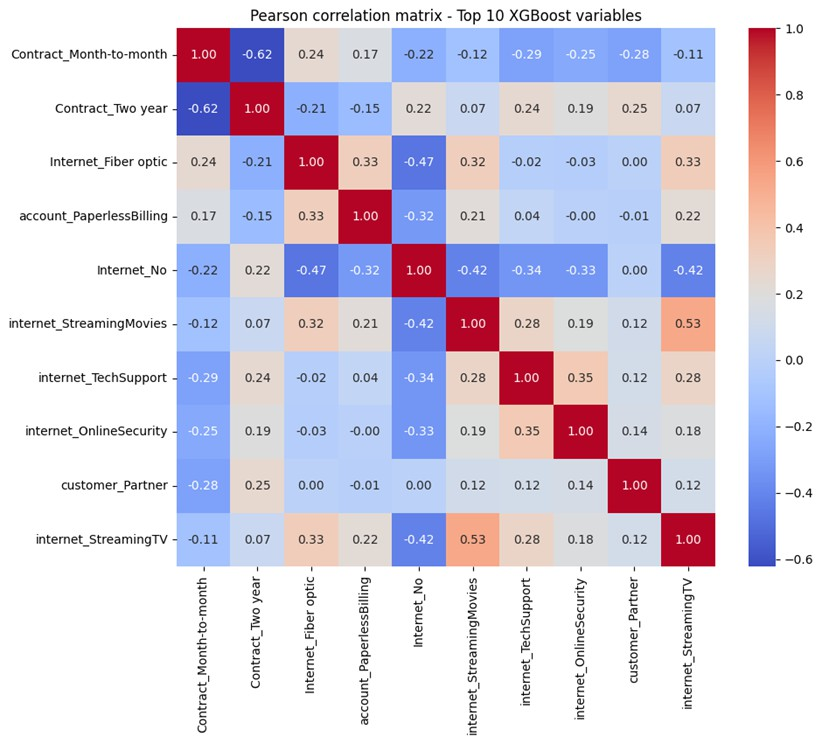 Pearson correlation matrix - Top 10 XGBoost variables
Contract_Month-to-month 1.00 -0.62 0.24 0.17 -0.22 -0.12 -0.29 -0.25 -0.28 -0.11
Contract_Two year -0.62 1.00 -0.21 -0.15 0.22 0.07 0.24 0.19 0.25 0.07
Internet_Fiber optic 0.24 -0.21 1.00 0.33 -0.47 0.32 -0.02 -0.03 0.00 0.33
account_PaperlessBilling 0.17 -0.15 0.33 1.00 -0.32 0.21 0.04 -0.00 -0.01 0.22
Internet_No -0.22 0.22 -0.47 -0.32 1.00 -0.42 -0.34 -0.33 0.00 -0.42
internet_StreamingMovies -0.12 0.07 0.32 0.21 -0.42 1.00 0.28 0.19 0.12 0.53
internet_TechSupport -0.29 0.24 -0.02 0.04 -0.34 0.28 1.00 0.35 0.12 0.28
internet_OnlineSecurity -0.25 0.19 -0.03 -0.00 -0.33 0.19 0.35 1.00 0.14 0.18
customer_Partner -0.28 0.25 0.00 -0.01 0.00 0.12 0.12 0.14 1.00 0.12
internet_StreamingTV -0.11 0.07 0.33 0.22 -0.42 0.53 0.28 0.18 0.12 1.00
Contract_Month-to-month
Contract_Two year
Internet_Fiber optic
account_PaperlessBilling
Internet_No
internet_StreamingMovies
internet_TechSupport
internet_OnlineSecurity
customer_Partner
internet_StreamingTV
1.0
0.8
0.6
0.4
0.2
0.0
−0.2
−0.4
−0.6